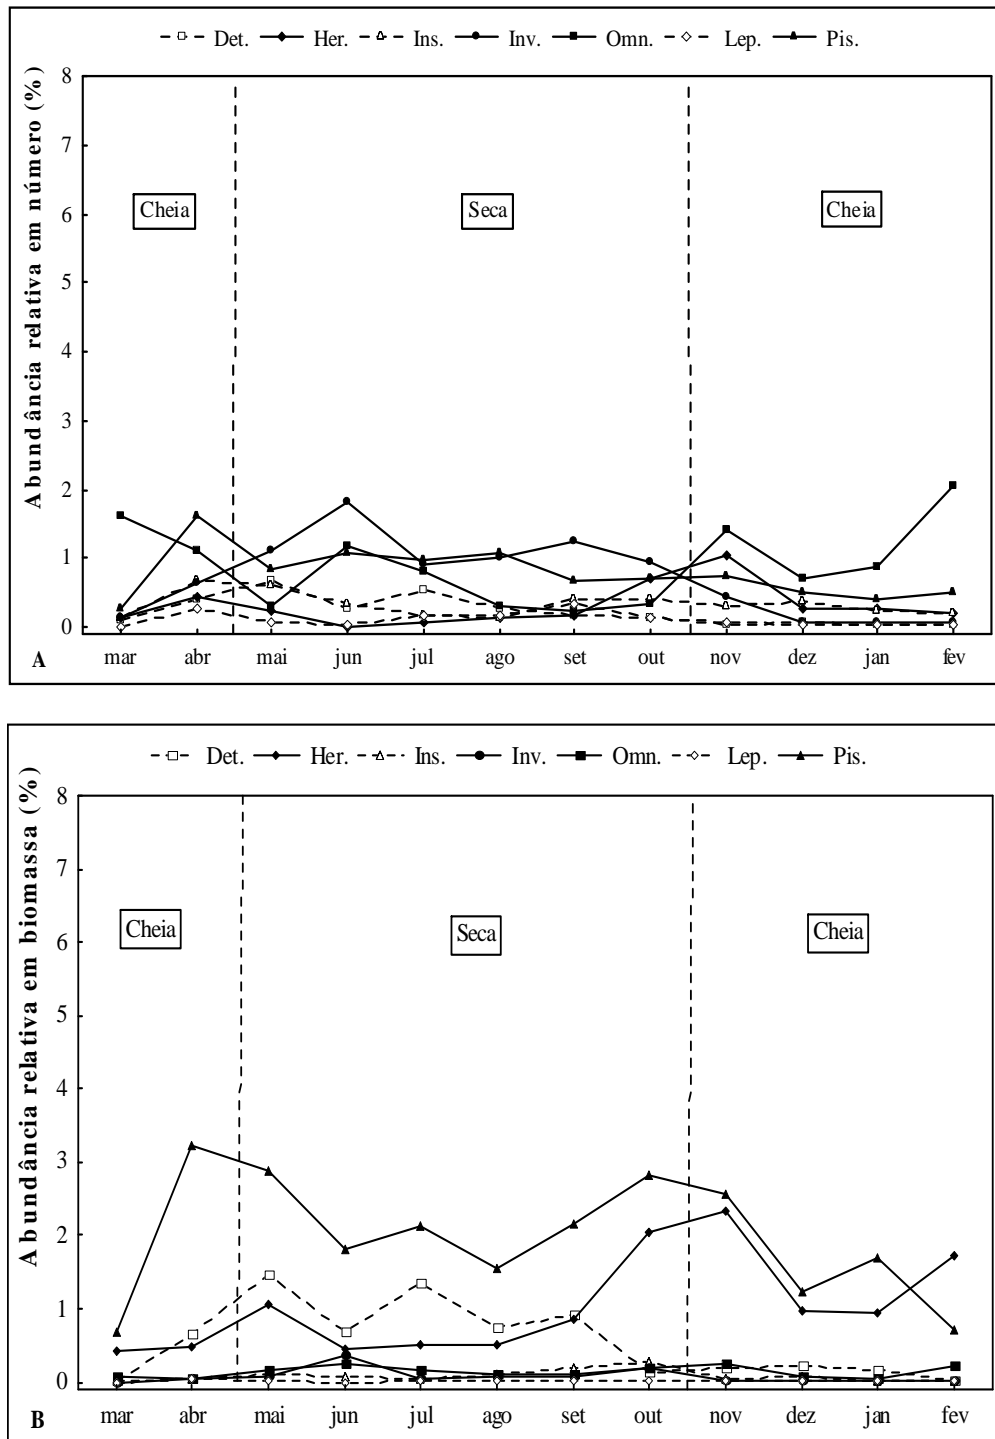 Det. Her. Ins. Inv. Omn. Lep. Pis.
Abundância relativa em número (%)
8
7
6
5
4
3
2
1
0
Cheia Seca Cheia
A
mar abr mai jun jul ago set out nov dez jan fev
Det. Her. Ins. Inv. Omn. Lep. Pis.
Abundância relativa em biomassa (%)
8
7
6
5
4
3
2
1
0
Cheia Seca Cheia
B
mar abr mai jun jul ago set out nov dez jan fev